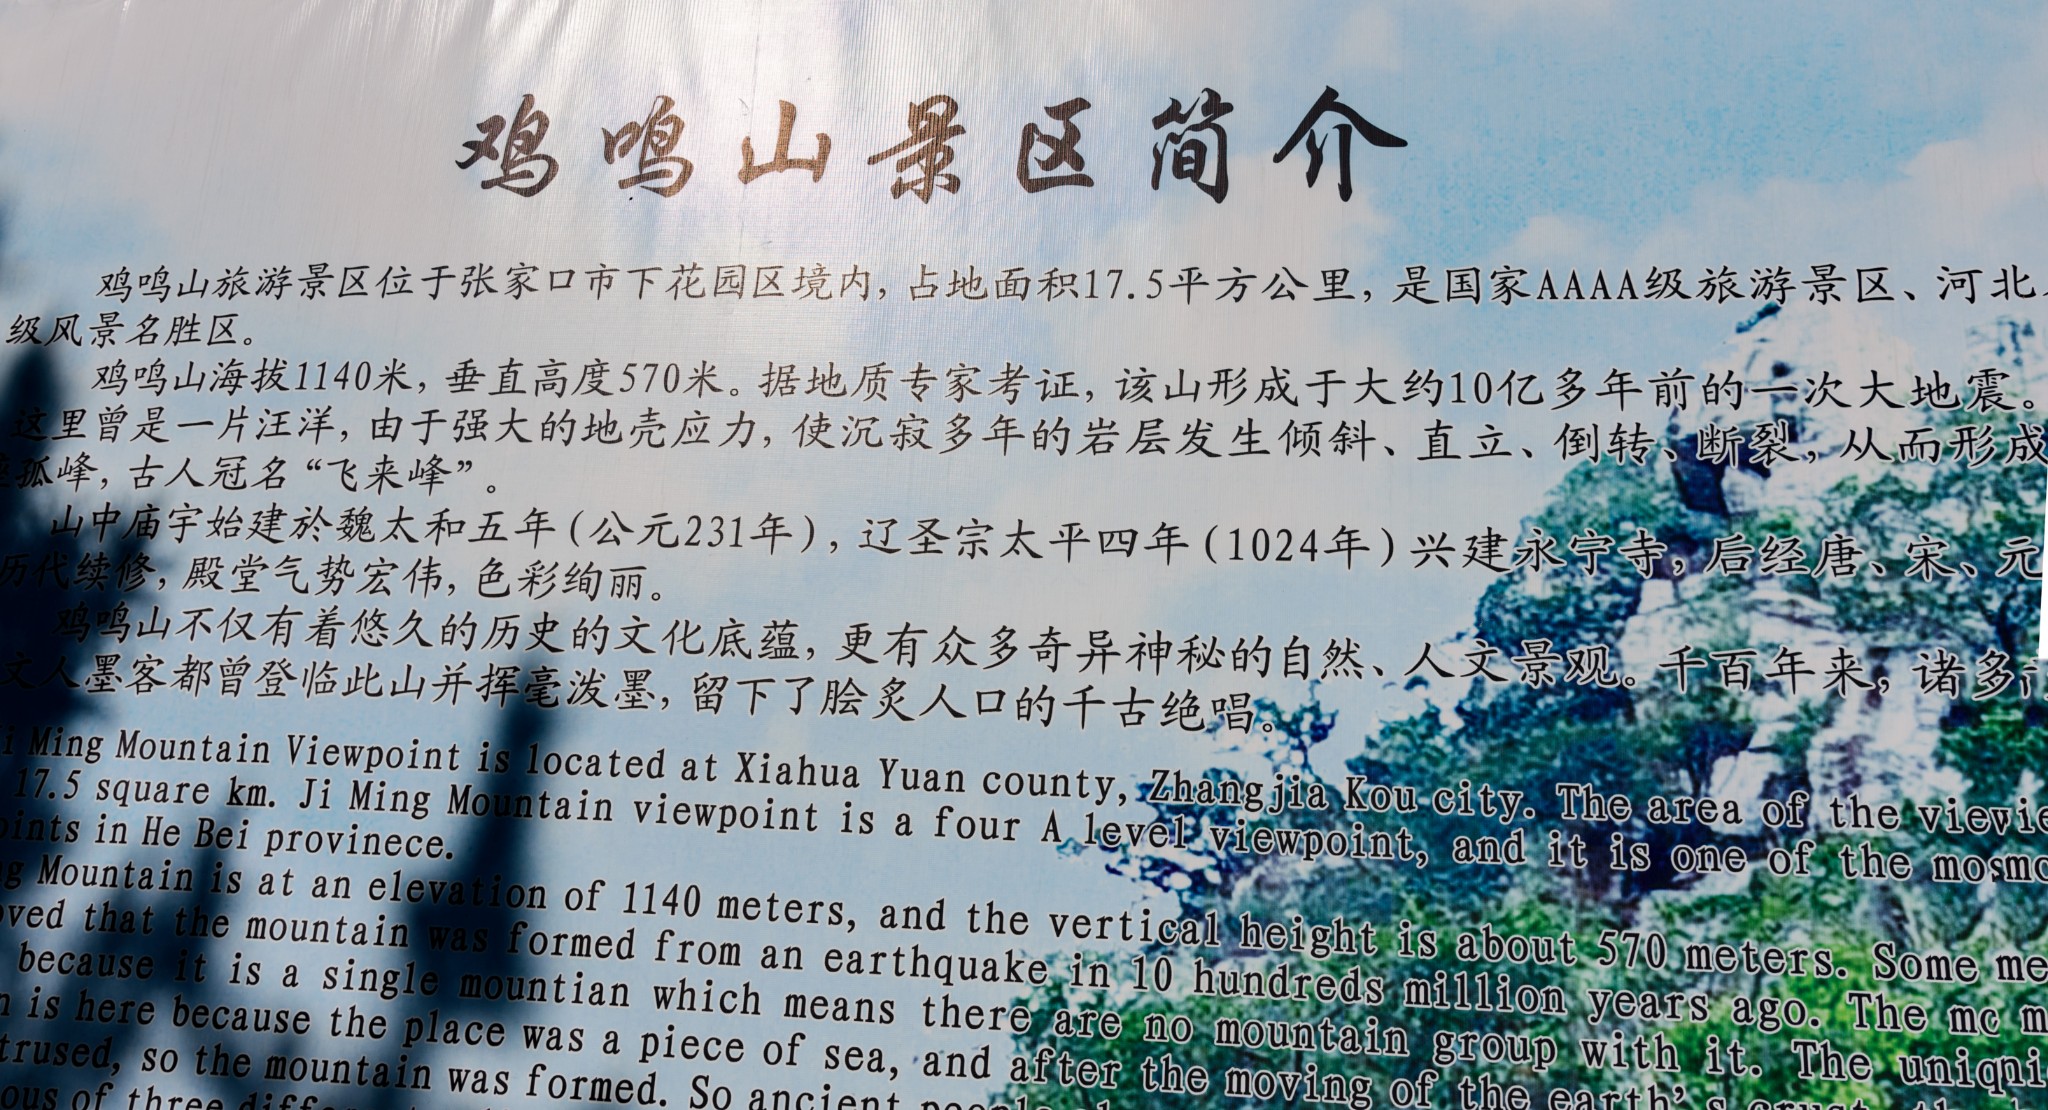 鸡鸣山景区简介
鸡鸣山旅游景区位于张家口市下花园区境内，占地面积17.5平方公里，是国家AAAA级旅游景区、河北
级风景名胜区。
鸡鸣山海拔1140米，垂直高度570米。据地质专家考证，该山形成于大约10亿多年前的一次大地震。
这里曾是一片汪洋，由于强大的地壳应力，使沉寂多年的岩层发生倾斜、直立、倒转、断裂，从而形成
孤峰，古人冠名“飞来峰”。
山中庙宇始建於魏太和五年(公元231年)，辽圣宗太平四年(1024年)兴建永宁寺，后经唐、宋、元
历代续修，殿堂气势宏伟，色彩绚丽。
鸡鸣山不仅有着悠久的历史的文化底蕴，更有众多奇异神秘的自然、人文景观。千百年来，诸多
文人墨客都曾登临此山并挥毫泼墨，留下了脍炙人口的千古绝唱。
Ming Mountain Viewpoint is located at Xiahua Yuan county, Zhangjia Kou city. The area of the
17.5 square km. Ji Ming Mountain viewpoint is a four A level viewpoint, and it is one of the
in He Bei provinece.
Mountain is at an elevation of 1140 meters, and the vertical height is about 570 meters. Some
that the mountain was formed from an earthquake in 10 hundreds million years ago. The
because it is a single mountian which means there are no mountain group with it. The
is here because the place was a piece of sea, and after the moving of the earth's crust,
so the mountain was formed. So ancient
of three